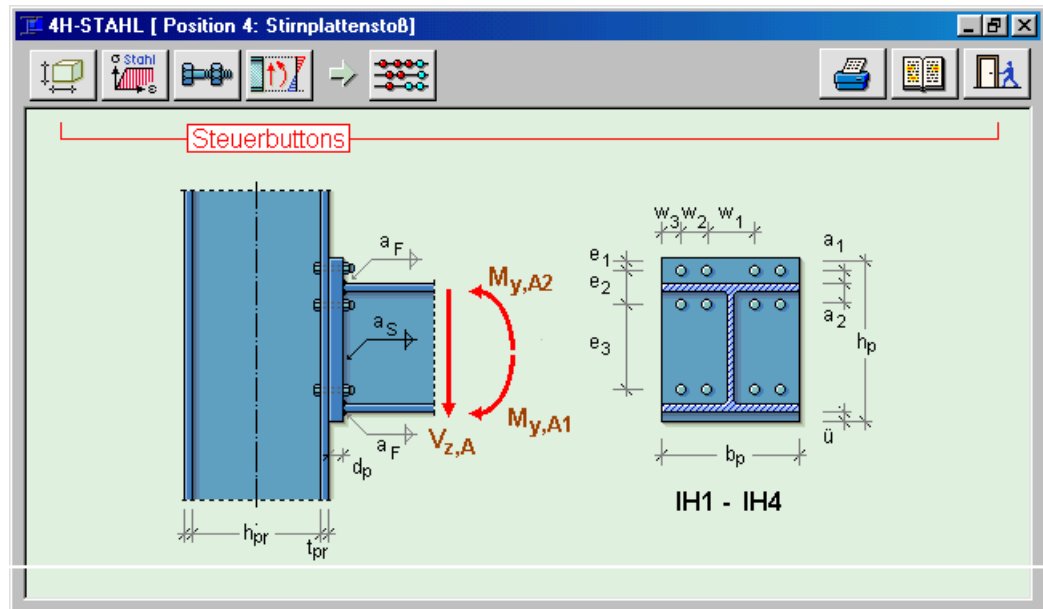 4H-STAHL [ Position 4: Stirnplattenstoß]
σ Stahl
ε
Steuerbuttons
aF
My,A2
aS
My,A1
Vz,A
aF
dp
hpr
tpr
w3 w2 w1
e1
e2
e3
a1
a2
hp
ü
bp
IH1 - IH4